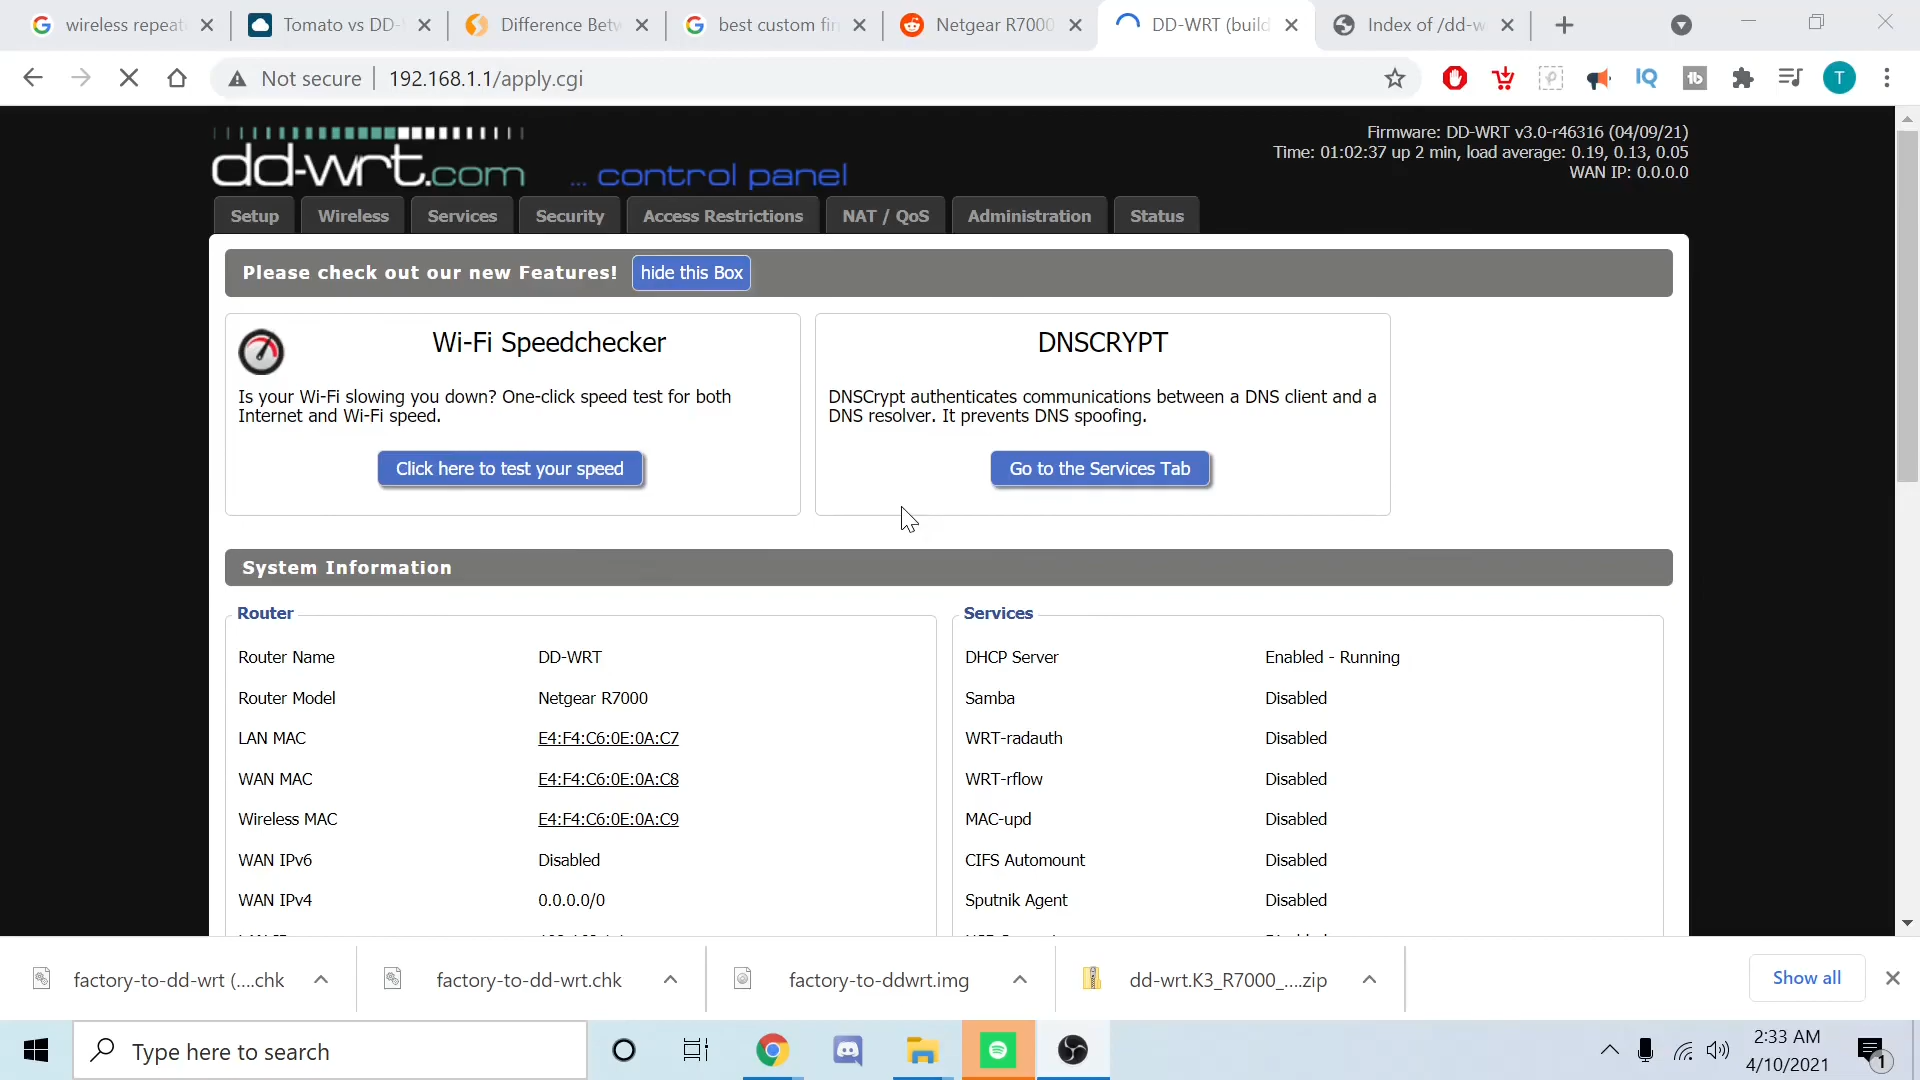 wireless repeat
Tomato vs DD-
Difference Betw
best custom fir
Netgear R7000
DD-WRT (build
Index of /dd-w
Not secure
192.168.1.1/apply.cgi
IQ
tb
T
dd-wrt.com
... control panel
Firmware: DD-WRT v3.0-r46316 (04/09/21)
Time: 01:02:37 up 2 min, load average: 0.19, 0.13, 0.05
WAN IP: 0.0.0.0
Setup
Wireless
Services
Security
Access Restrictions
NAT / QoS
Administration
Status
Please check out our new Features!
hide this Box
Wi-Fi Speedchecker
Is your Wi-Fi slowing you down? One-click speed test for both
Internet and Wi-Fi speed.
Click here to test your speed
DNSCRYPT
DNSCrypt authenticates communications between a DNS client and a
DNS resolver. It prevents DNS spoofing.
Go to the Services Tab
System Information
Router
Router Name DD-WRT
Router Model Netgear R7000
LAN MAC E4:F4:C6:0E:0A:C7
WAN MAC E4:F4:C6:0E:0A:C8
Wireless MAC E4:F4:C6:0E:0A:C9
WAN IPv6 Disabled
WAN IPv4 0.0.0.0/0
Services
DHCP Server Enabled - Running
Samba Disabled
WRT-radauth Disabled
WRT-rflow Disabled
MAC-upd Disabled
CIFS Automount Disabled
Sputnik Agent Disabled
factory-to-dd-wrt (....chk
factory-to-dd-wrt.chk
factory-to-ddwrt.img
dd-wrt.K3_R7000_....zip
Show all
Type here to search
2:33 AM
4/10/2021
1